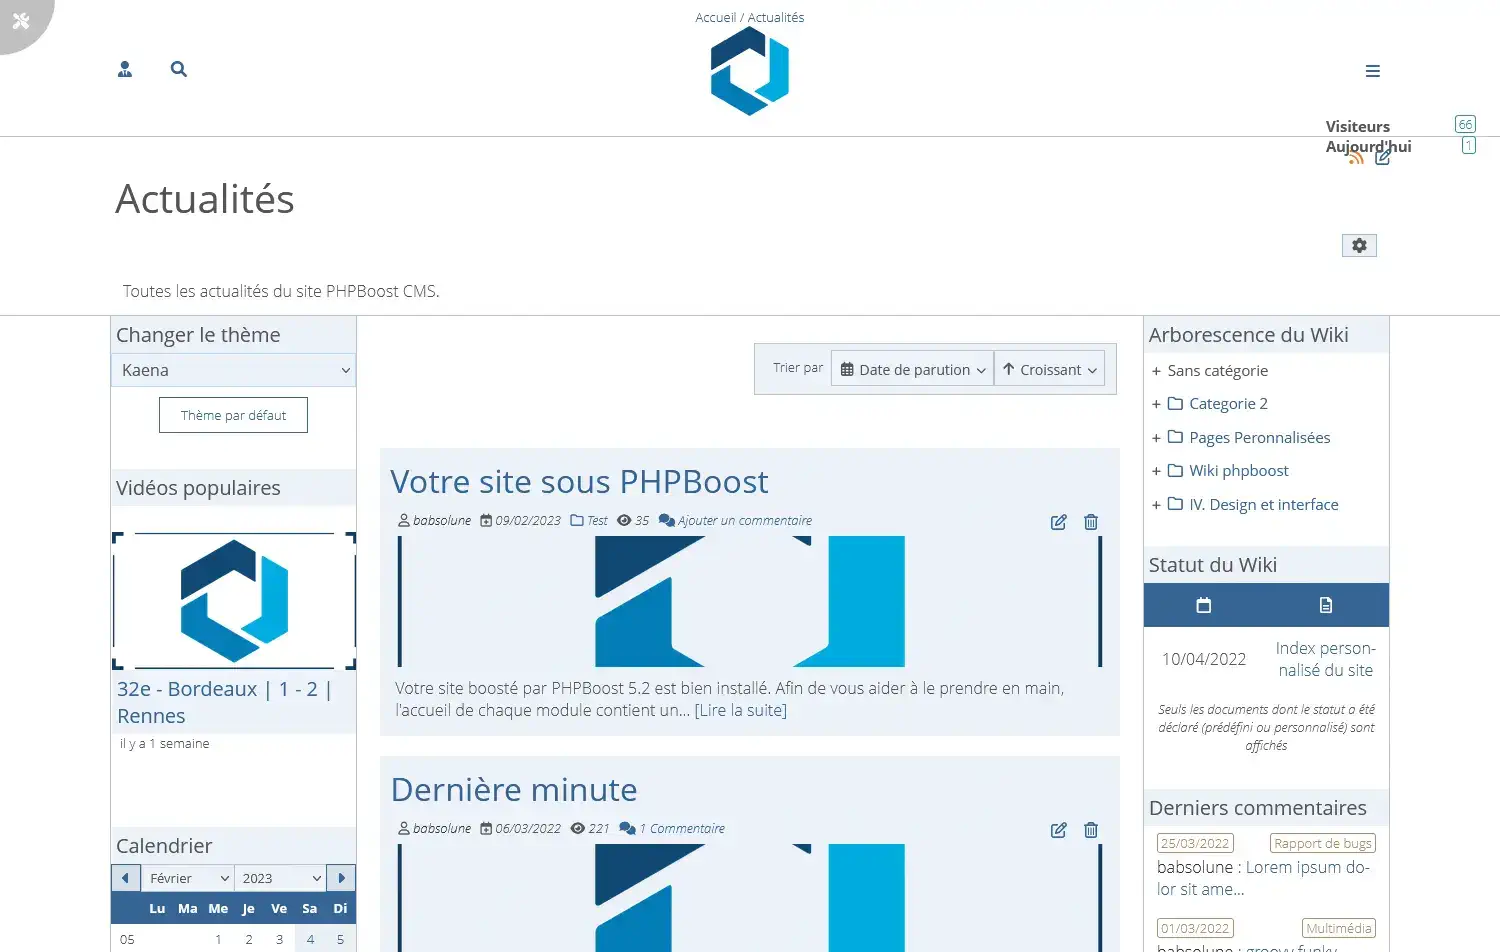 Accueil / Actualités
Visiteurs 66
Aujourd'hui 1
Actualités
Toutes les actualités du site PHPBoost CMS.
Changer le thème
Kaena
Thème par défaut
Vidéos populaires
32e - Bordeaux | 1 - 2 |
Rennes
il y a 1 semaine
Calendrier
Février 2023
Lu Ma Me Je Ve Sa Di
05 1 2 3 4 5
Trier par Date de parution Croissant
Votre site sous PHPBoost
babsolune 09/02/2023 Test 35 Ajouter un commentaire
Votre site boosté par PHPBoost 5.2 est bien installé. Afin de vous aider à le prendre en main,
l'accueil de chaque module contient un... [Lire la suite]
Dernière minute
babsolune 06/03/2022 221 1 Commentaire
Arborescence du Wiki
+ Sans catégorie
+ Categorie 2
+ Pages Peronnalisées
+ Wiki phpboost
+ IV. Design et interface
Statut du Wiki
10/04/2022
Index person-
nalisé du site
Seuls les documents dont le statut a été
déclaré (prédéfini ou personnalisé) sont
affichés
Derniers commentaires
25/03/2022 Rapport de bugs
babsolune : Lorem ipsum do-
lor sit ame...
01/03/2022 Multimédia
babsolune : groovy funky